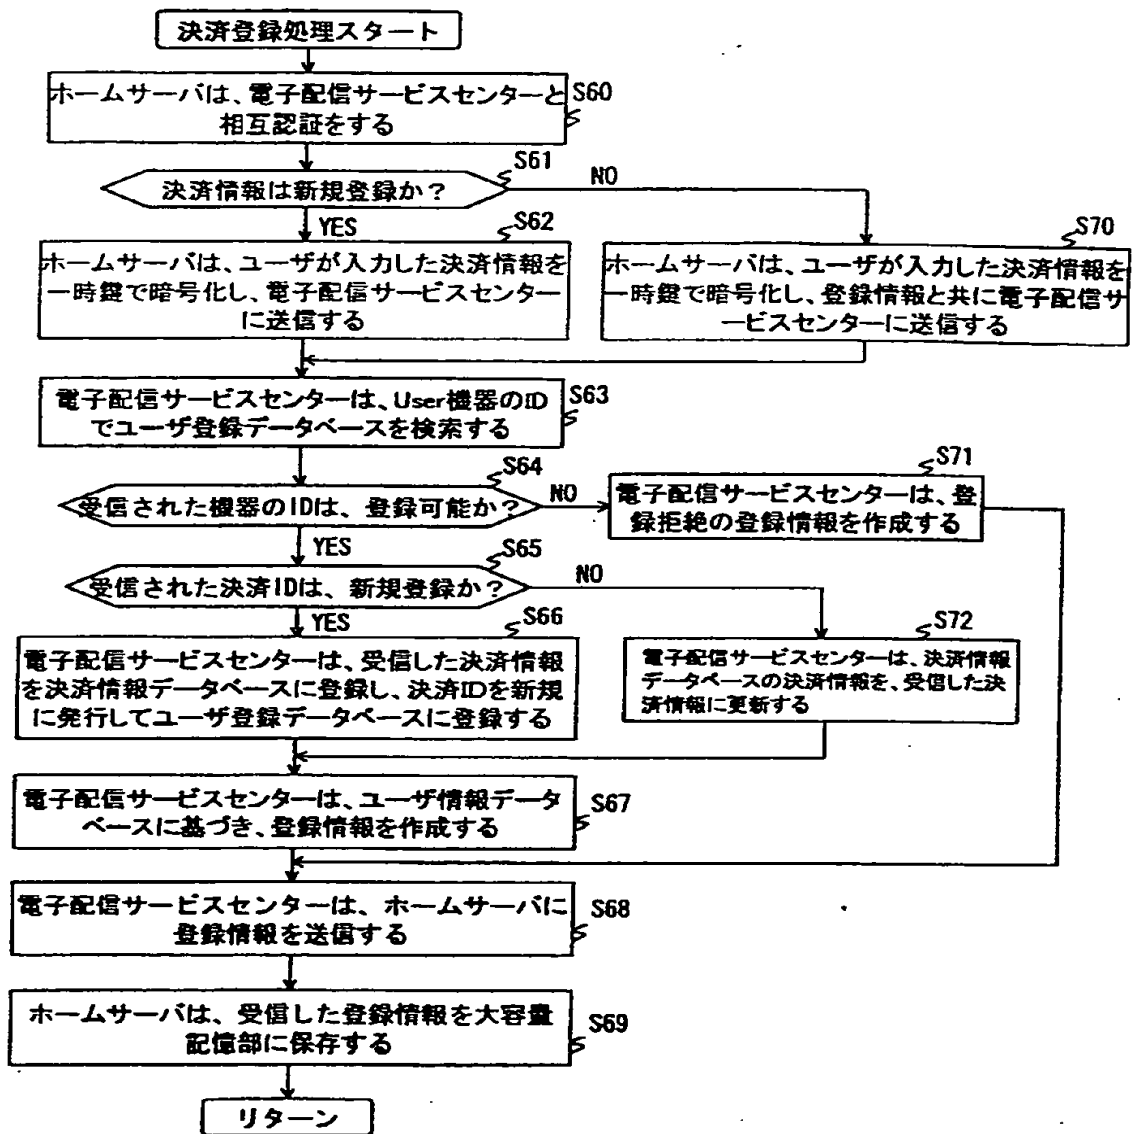 決済登録処理スタート
ホームサーバは、電子配信サービスセンターと
相互認証をする
S60
決済情報は新規登録か?
S61
NO
YES
S62
ホームサーバは、ユーザが入力した決済情報を
一時鍵で暗号化し、電子配信サービスセンター
に送信する
S70
ホームサーバは、ユーザが入力した決済情報を
一時鍵で暗号化し、登録情報と共に電子配信サ
ービスセンターに送信する
電子配信サービスセンターは、User機器のID
でユーザ登録データベースを検索する
S63
受信された機器のIDは、登録可能か?
S64
NO
YES
S71
電子配信サービスセンターは、登
録拒絶の登録情報を作成する
受信された決済IDは、新規登録か?
S65
NO
YES
S66
電子配信サービスセンターは、受信した決済情報
を決済情報データベースに登録し、決済IDを新規
に発行してユーザ登録データベースに登録する
S72
電子配信サービスセンターは、決済情報
データベースの決済情報を、受信した決
済情報に更新する
電子配信サービスセンターは、ユーザ情報データ
ベースに基づき、登録情報を作成する
S67
電子配信サービスセンターは、ホームサーバに
登録情報を送信する
S68
ホームサーバは、受信した登録情報を大容量
記憶部に保存する
S69
リターン